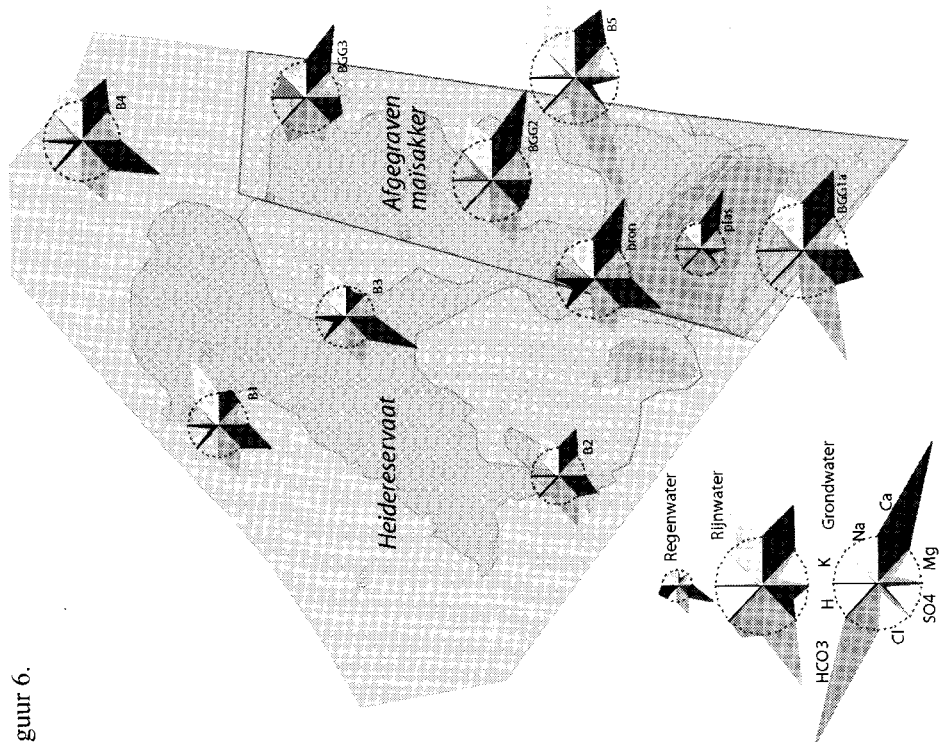 guur 6.
B4
BGG3
B5
Afgegraven
maïsakker
BGG2
B3
bron
plas
BGG1a
B1
Heidereservaat
B2
Regenwater
Rijnwater
Grondwater
H
K
Na
Ca
Mg
SO4
Cl
HCO3